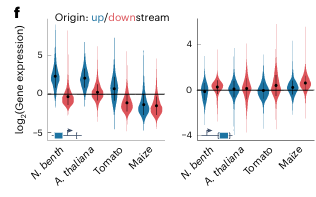 f
Origin: up/downstream
log₂(Gene expression)
5
0
−5
4
0
−4
N. benth
A. thaliana
Tomato
Maize
N. benth
A. thaliana
Tomato
Maize